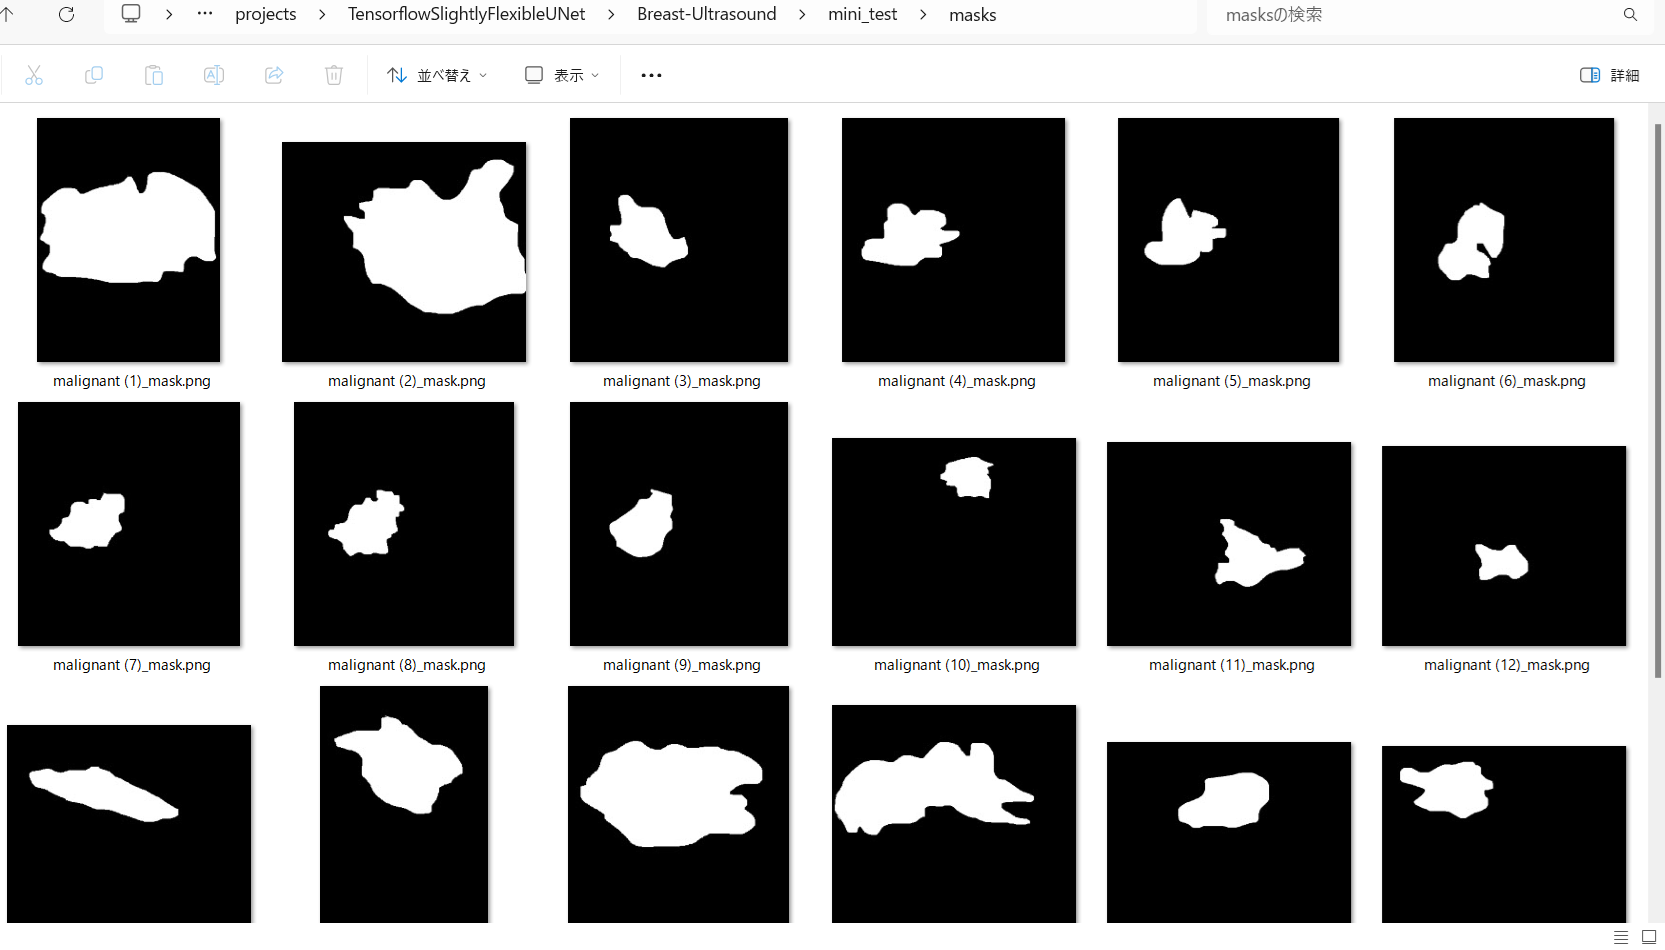 projects > TensorflowSlightlyFlexibleUNet > Breast-Ultrasound > mini_test > masks
masksの検索
並べ替え
表示
詳細
malignant (1)_mask.png
malignant (2)_mask.png
malignant (3)_mask.png
malignant (4)_mask.png
malignant (5)_mask.png
malignant (6)_mask.png
malignant (7)_mask.png
malignant (8)_mask.png
malignant (9)_mask.png
malignant (10)_mask.png
malignant (11)_mask.png
malignant (12)_mask.png